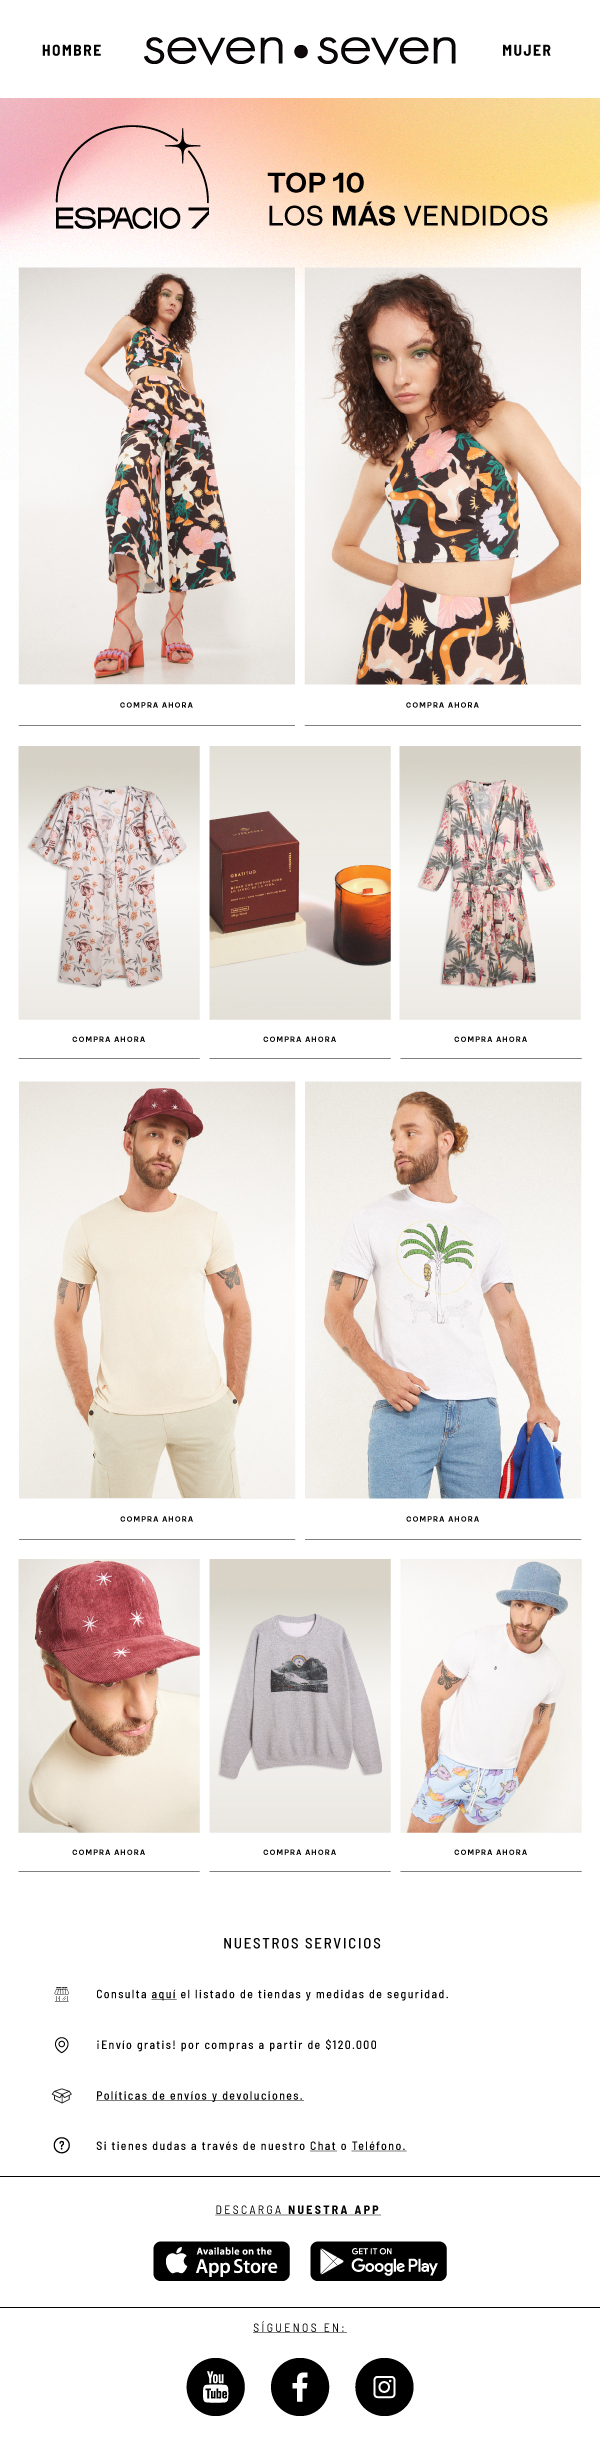 HOMBRE
seven•seven
MUJER
ESPACIO 7
TOP 10
LOS MÁS VENDIDOS
COMPRA AHORA
COMPRA AHORA
GRATITUD
COMPRA AHORA
COMPRA AHORA
COMPRA AHORA
COMPRA AHORA
COMPRA AHORA
COMPRA AHORA
COMPRA AHORA
COMPRA AHORA
NUESTROS SERVICIOS
Consulta aquí el listado de tiendas y medidas de seguridad.
¡Envío gratis! por compras a partir de $120.000
Políticas de envíos y devoluciones.
Si tienes dudas a través de nuestro Chat o Teléfono.
DESCARGA NUESTRA APP
Available on the
App Store
GET IT ON
Google Play
SÍGUENOS EN:
You
Tube